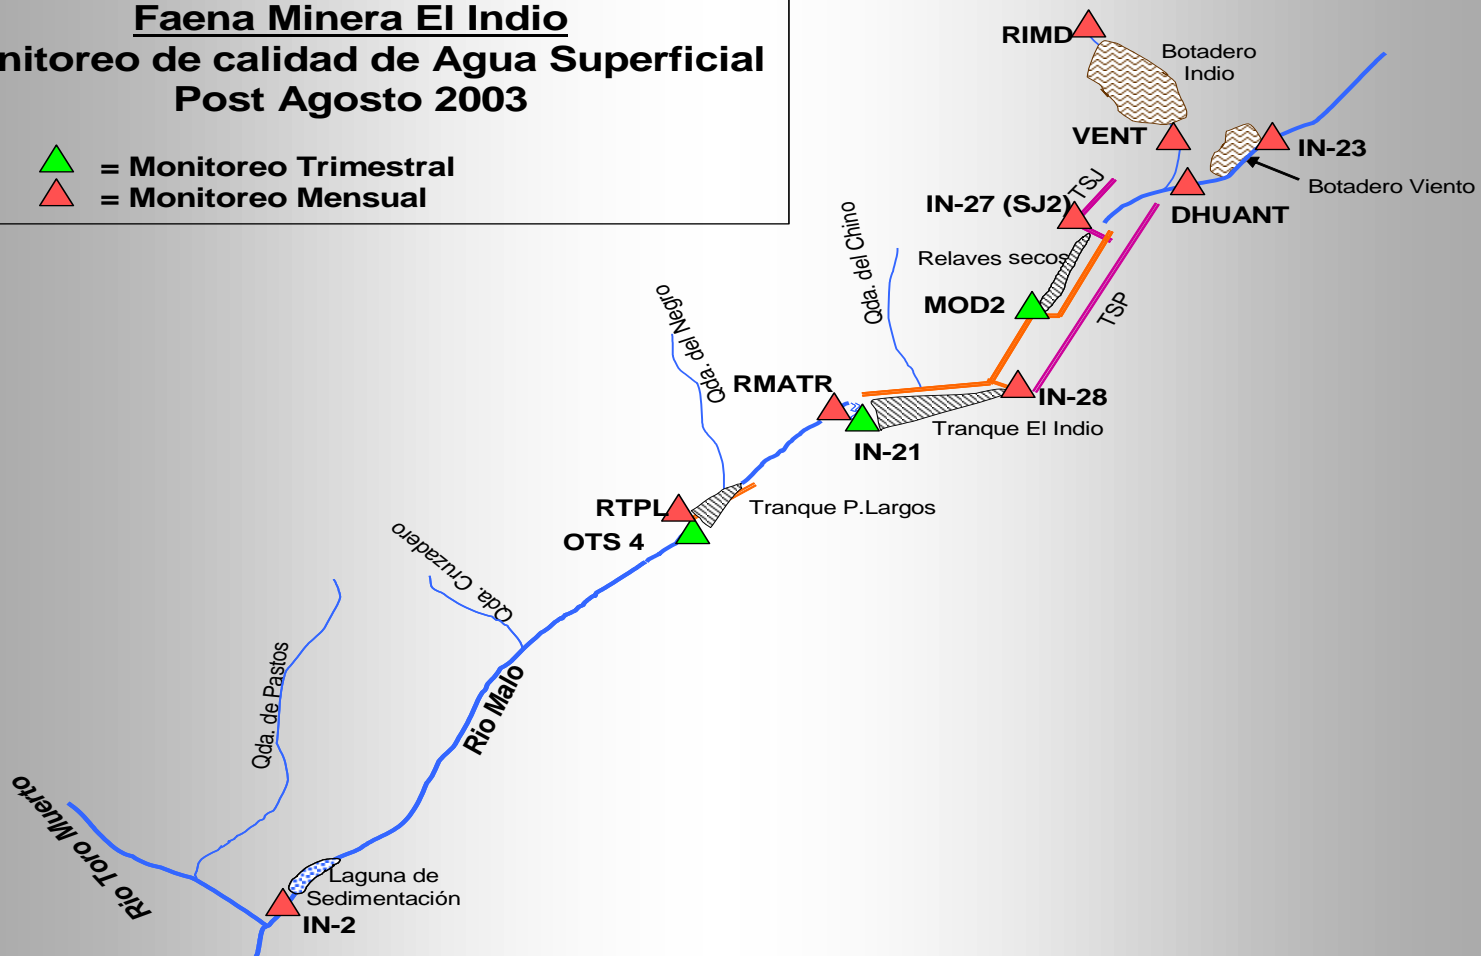 Faena Minera El Indio
nitoreo de calidad de Agua Superficial
Post Agosto 2003
= Monitoreo Trimestral
= Monitoreo Mensual
RIMD
Botadero
Indio
VENT
IN-23
Botadero Viento
TSJ
IN-27 (SJ2)
DHUANT
Qda. del Chino
Relaves secos
MOD2
TSP
Qda. del Negro
RMATR
IN-28
Tranque El Indio
IN-21
RTPL
Tranque P.Largos
OTS 4
Qda. Cruzadero
Qda. de Pastos
Rio Malo
Rio Toro Muerto
Laguna de
Sedimentación
IN-2